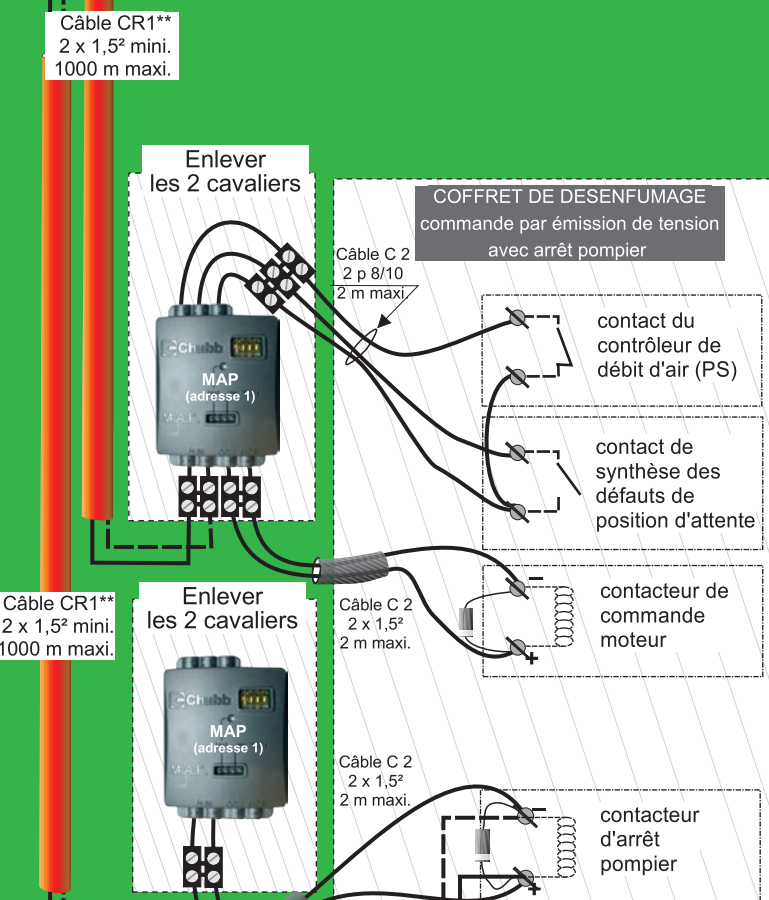 Câble CR1**
2 x 1,5² mini.
1000 m maxi.
Enlever
les 2 cavaliers
COFFRET DE DESENFUMAGE
commande par émission de tension
avec arrêt pompier
Câble C 2
2 p 8/10
2 m maxi.
contact du
contrôleur de
débit d'air (PS)
Chubb
MAP
(adresse 1)
M.A.P.
contact de
synthèse des
défauts de
position d'attente
Câble CR1**
2 x 1,5² mini.
1000 m maxi.
Enlever
les 2 cavaliers
Câble C 2
2 x 1,5²
2 m maxi.
−
+
contacteur de
commande
moteur
Chubb
MAP
(adresse 1)
M.A.P.
Câble C 2
2 x 1,5²
2 m maxi.
−
+
contacteur
d'arrêt
pompier